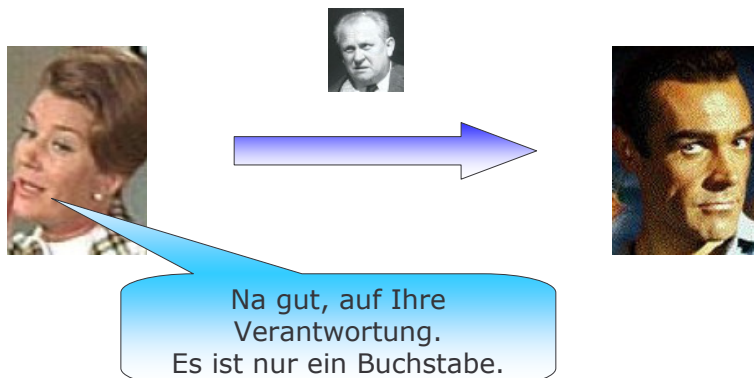 Na gut, auf Ihre
Verantwortung.
Es ist nur ein Buchstabe.